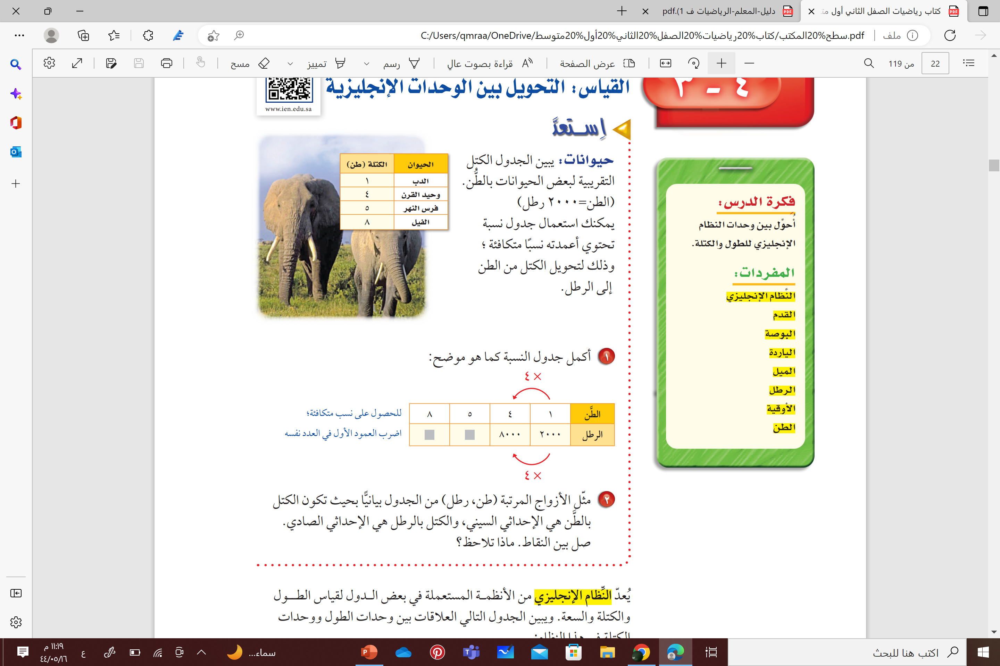 كتاب رياضيات الصفل الثاني أول
دليل-المعلم-الرياضيات ف 1).pdf
ملف
C:/Users/qmraa/OneDrive/سطح%20المكتب/كتاب%20رياضيات%20الصفل%20الثاني%20أول%20متوسط.pdf
22
من 119
عرض الصفحة
قراءة بصوت عالٍ
رسم
تمييز
مسح
٤ - ٣
القياس: التحويل بين الوحدات الإنجليزية
www.ien.edu.sa
فكرة الدرس:
أُحوِّل بين وحدات النظام
الإنجليزي للطول والكتلة.
المفردات:
النِّظام الإنجليزي
القدم
البوصة
الياردة
الميل
الرطل
الأوقية
الطن
اِستعدَّ
حيوانات: يبين الجدول الكتل
التقريبية لبعض الحيوانات بالطُّن.
(الطن=٢٠٠٠ رطل)
يمكنك استعمال جدول نسبة
تحتوي أعمدته نسبًا متكافئة ؛
وذلك لتحويل الكتل من الطن
إلى الرطل.
الحيوان الكتلة (طن)
الدب ١
وحيد القرن ٤
فرس النهر ٥
الفيل ٨
١ أكمل جدول النسبة كما هو موضح:
× ٤
الطَّن ١ ٤ ٥ ٨
الرطل ٢٠٠٠ ٨٠٠٠
للحصول على نسب متكافئة؛
اضرب العمود الأول في العدد نفسه
× ٤
٢ مثّل الأزواج المرتبة (طن، رطل) من الجدول بيانيًّا بحيث تكون الكتل
بالطَّن هي الإحداثي السيني، والكتل بالرطل هي الإحداثي الصادي.
صل بين النقاط. ماذا تلاحظ؟
يُعدّ النِّظام الإنجليزي من الأنظمة المستعملة في بعض الدول لقياس الطول
والكتلة والسعة. ويبين الجدول التالي العلاقات بين وحدات الطول ووحدات
الكتلة في هذا النظام:
اكتب هنا للبحث
سماء...
ع
١١:١٩ م
٤٤/٠٥/١٦